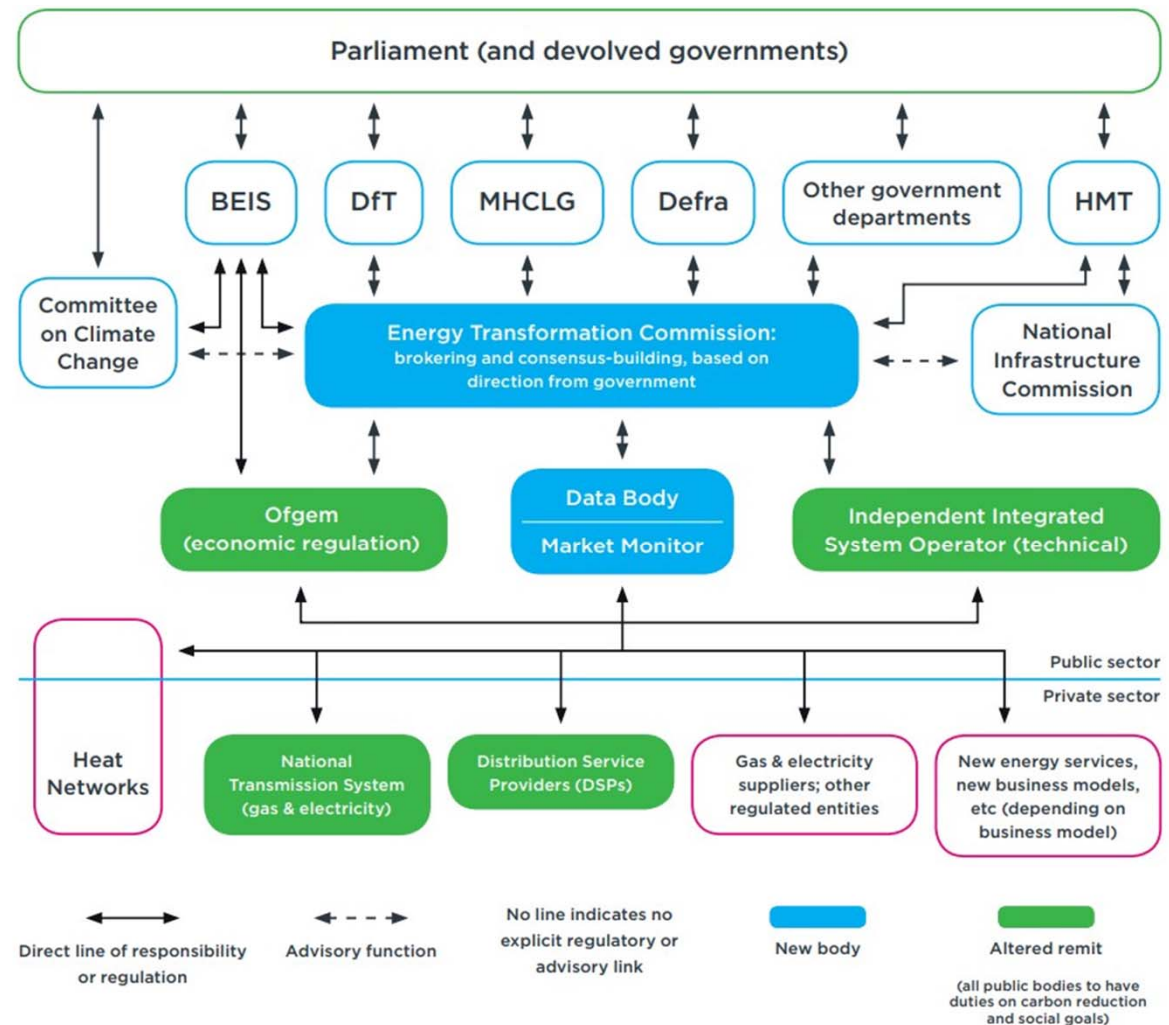 Parliament (and devolved governments)
BEIS
DfT
MHCLG
Defra
Other government
departments
HMT
Committee
on Climate
Change
Energy Transformation Commission:
brokering and consensus-building, based on
direction from government
National
Infrastructure
Commission
Ofgem
(economic regulation)
Data Body
Market Monitor
Independent Integrated
System Operator (technical)
Public sector
Private sector
Heat
Networks
National
Transmission System
(gas & electricity)
Distribution Service
Providers (DSPs)
Gas & electricity
suppliers; other
regulated entities
New energy services,
new business models,
etc (depending on
business model)
Direct line of responsibility
or regulation
Advisory function
No line indicates no
explicit regulatory or
advisory link
New body
Altered remit
(all public bodies to have
duties on carbon reduction
and social goals)